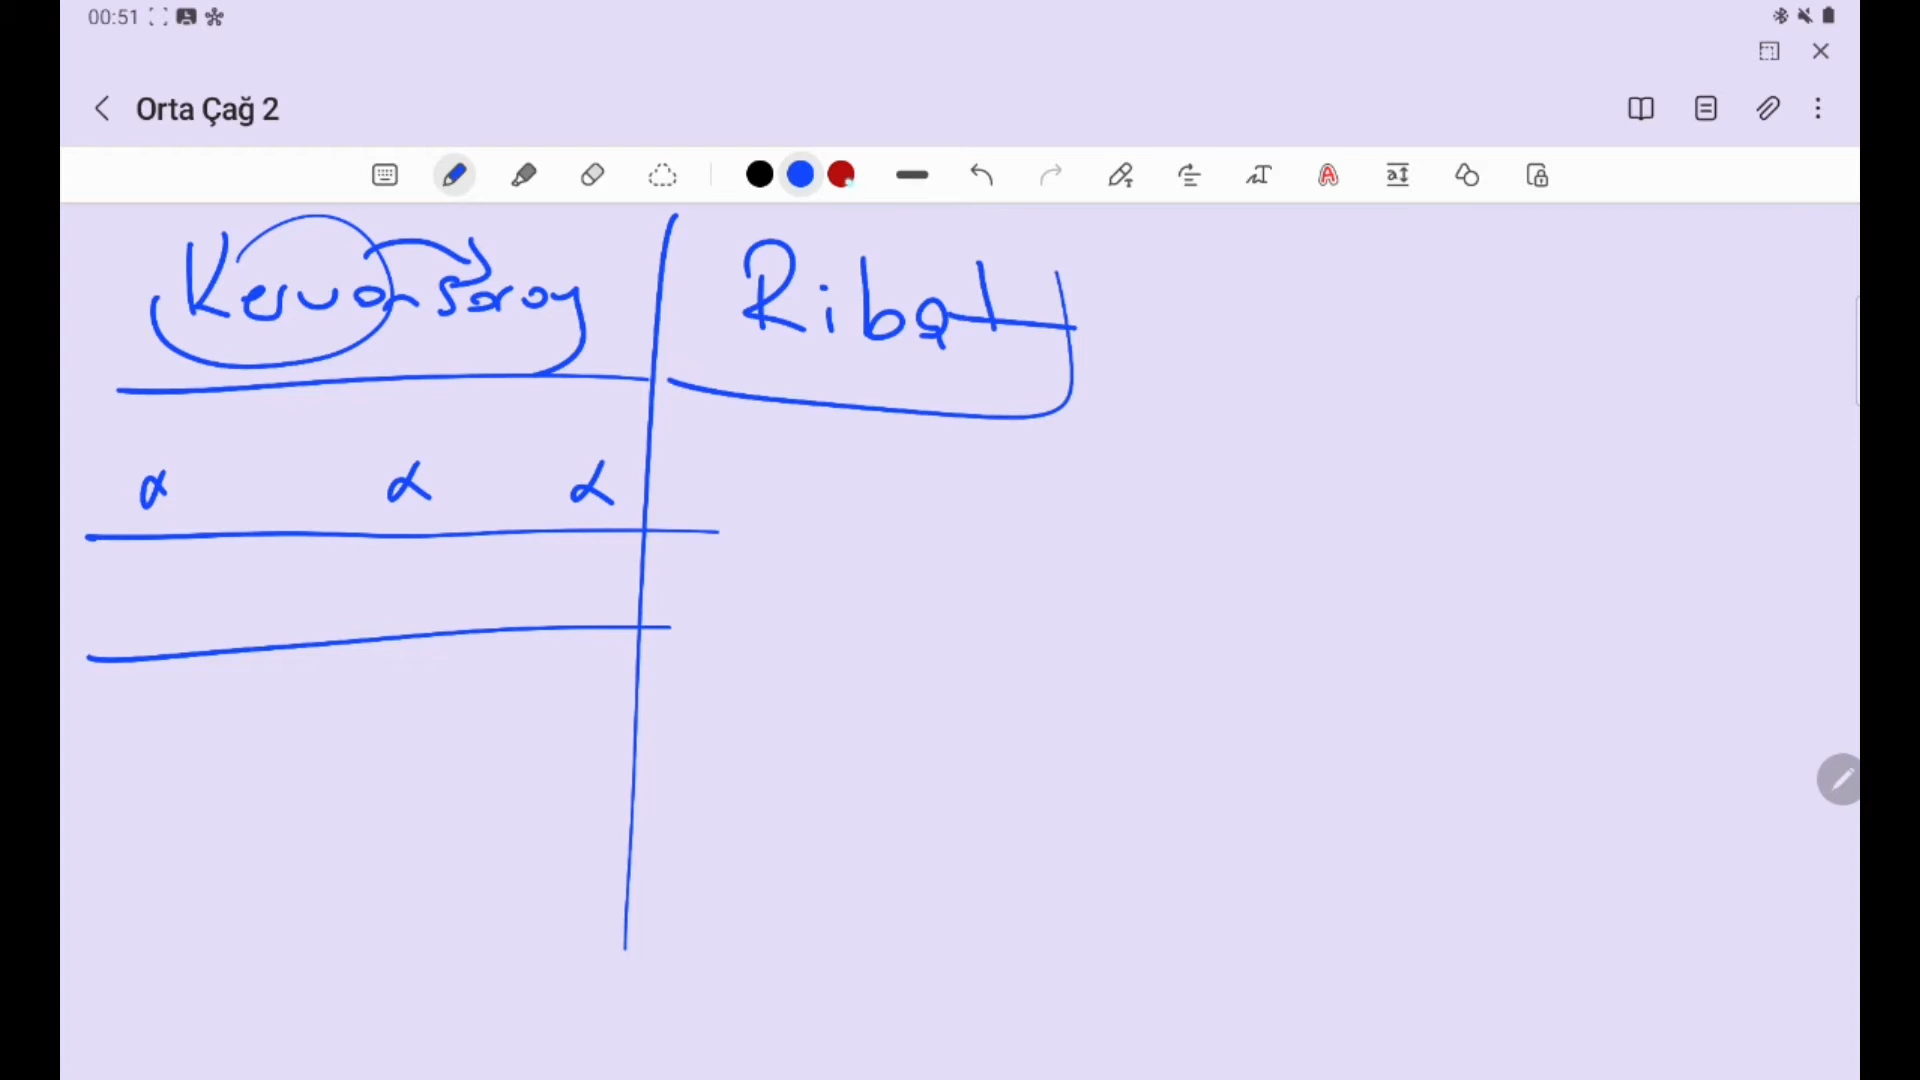 00:51
Orta Çağ 2
Kervansaray
Ribat
α α α